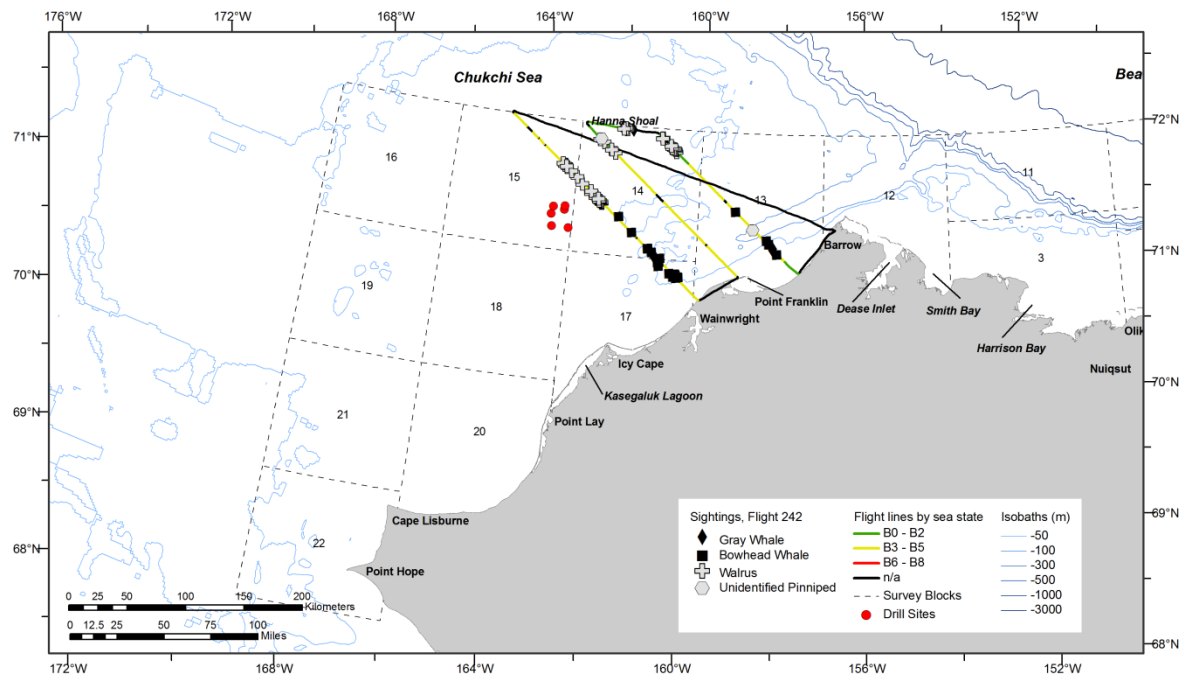 176°W
172°W
168°W
164°W
160°W
156°W
152°W
Chukchi Sea
Bea
71°N
72°N
Hanna Shoal
16
15
14
13
12
11
3
Barrow
71°N
70°N
19
18
17
Point Franklin
Wainwright
Dease Inlet
Smith Bay
Harrison Bay
Olik
Nuiqsut
Icy Cape
Kasegaluk Lagoon
70°N
69°N
21
20
Point Lay
Cape Lisburne
69°N
68°N
22
Point Hope
0 25 50 100 150 200
Kilometers
0 12.5 25 50 75 100
Miles
Sightings, Flight 242
Gray Whale
Bowhead Whale
Walrus
Unidentified Pinniped
Flight lines by sea state
B0 - B2
B3 - B5
B6 - B8
n/a
Survey Blocks
Drill Sites
Isobaths (m)
-50
-100
-300
-500
-1000
-3000
68°N
172°W
168°W
164°W
160°W
156°W
152°W